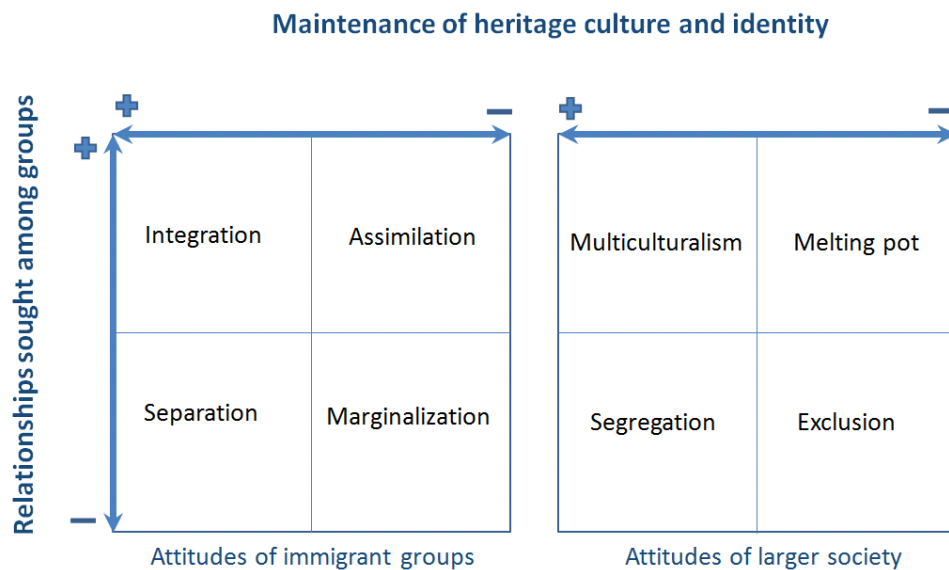 Maintenance of heritage culture and identity
Relationships sought among groups
Integration
Assimilation
Separation
Marginalization
Attitudes of immigrant groups
Multiculturalism
Melting pot
Segregation
Exclusion
Attitudes of larger society